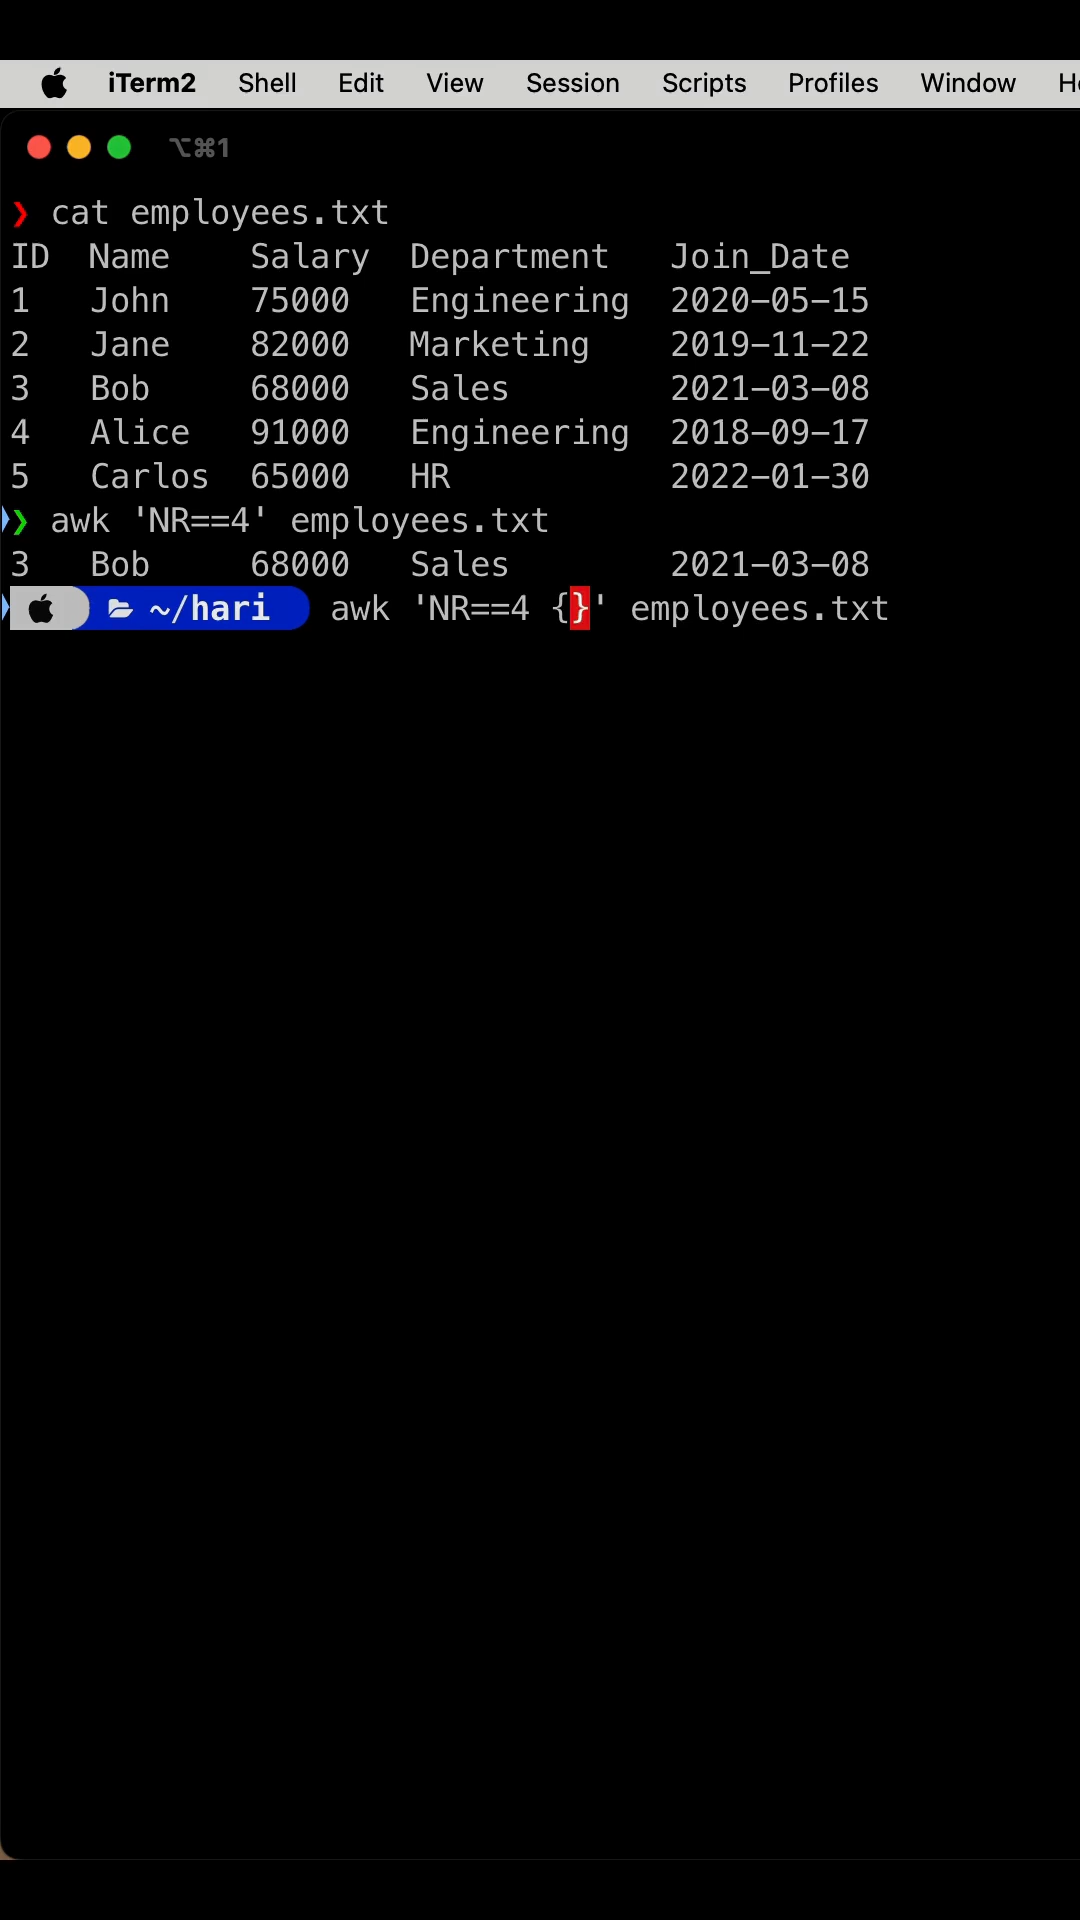 iTerm2 Shell Edit View Session Scripts Profiles Window
⌥⌘1
❯ cat employees.txt
ID Name Salary Department Join_Date
1 John 75000 Engineering 2020-05-15
2 Jane 82000 Marketing 2019-11-22
3 Bob 68000 Sales 2021-03-08
4 Alice 91000 Engineering 2018-09-17
5 Carlos 65000 HR 2022-01-30
❯ awk 'NR==4' employees.txt
3 Bob 68000 Sales 2021-03-08
~/hari awk 'NR==4 {}' employees.txt